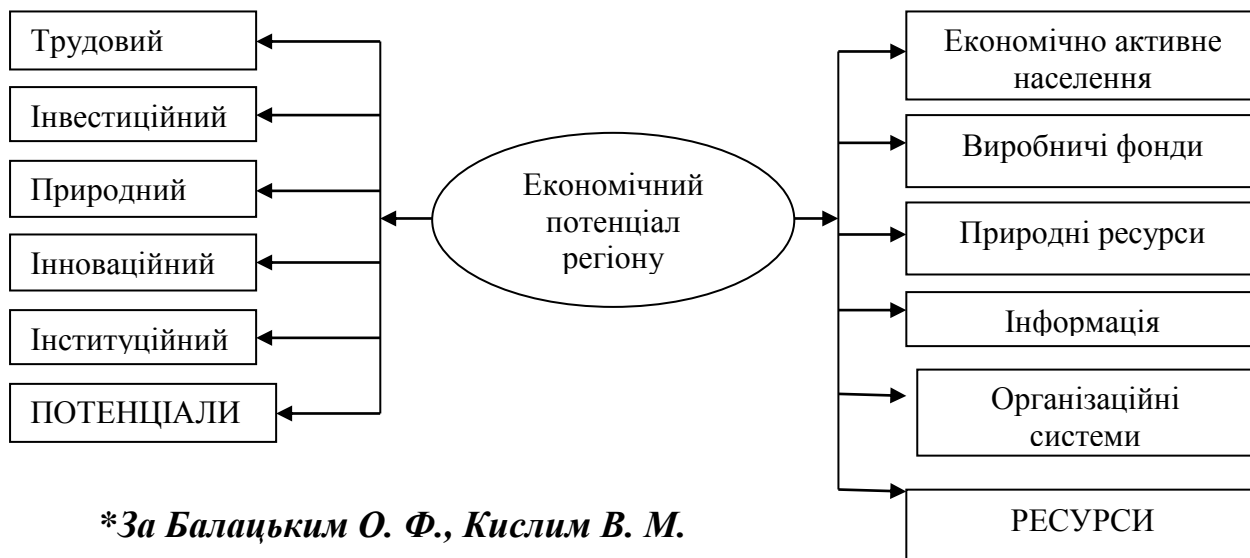 Трудовий
Інвестиційний
Природний
Інноваційний
Інституційний
ПОТЕНЦІАЛИ
Економічний
потенціал
регіону
Економічно активне
населення
Виробничі фонди
Природні ресурси
Інформація
Організаційні
системи
РЕСУРСИ
*За Балацьким О. Ф., Кислим В. М.